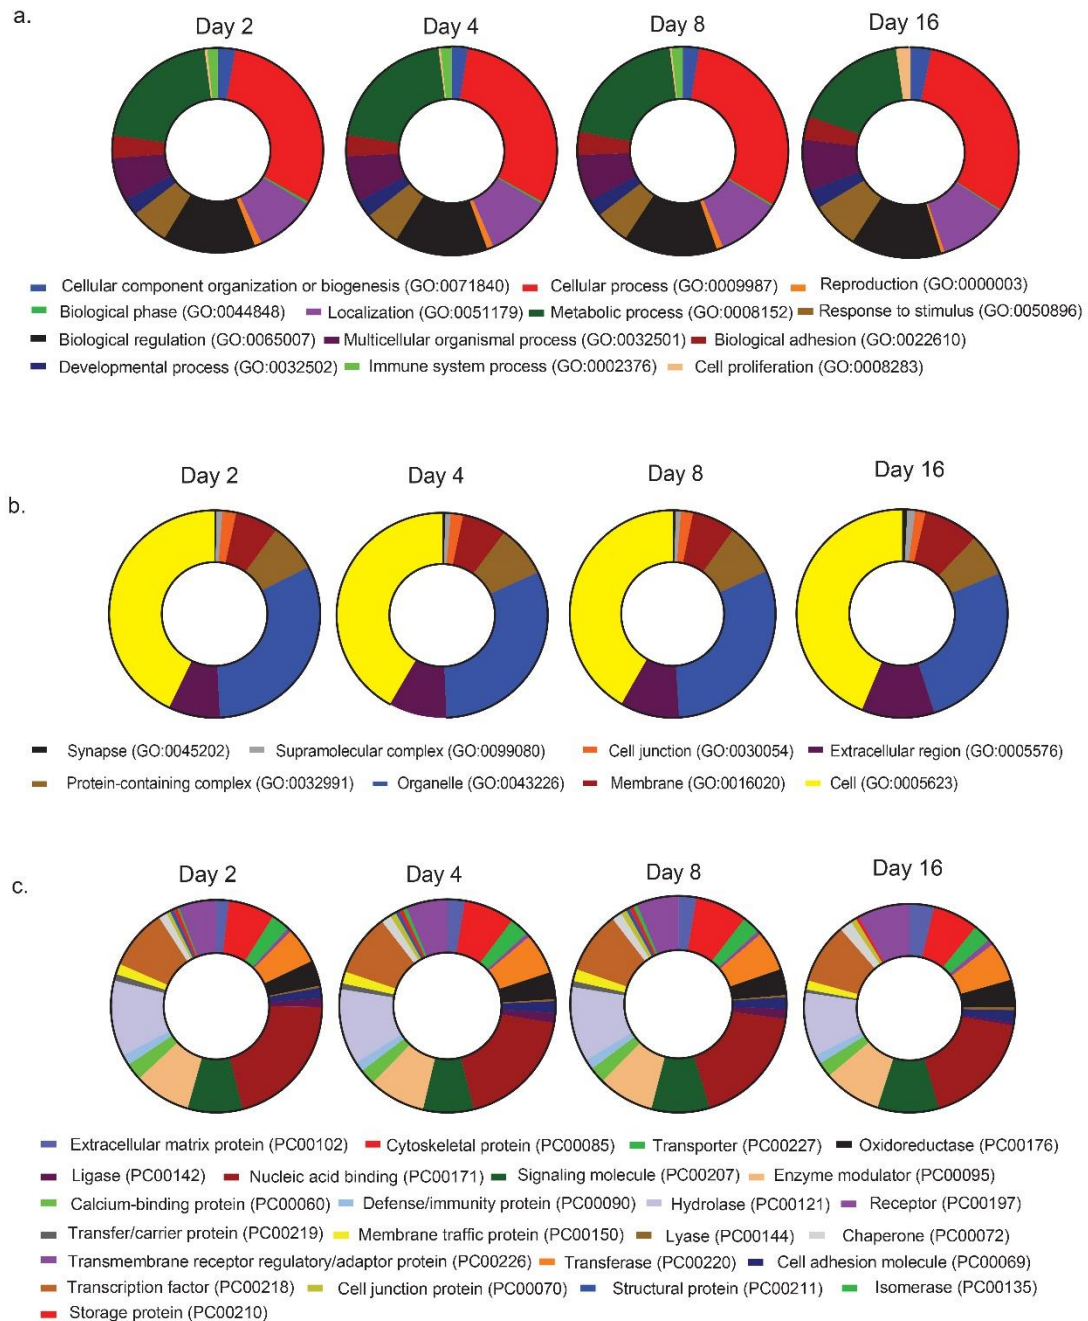 a.
Day 2 Day 4 Day 8 Day 16
Cellular component organization or biogenesis (GO:0071840) Cellular process (GO:0009987) Reproduction (GO:0000003)
Biological phase (GO:0044848) Localization (GO:0051179) Metabolic process (GO:0008152) Response to stimulus (GO:0050896)
Biological regulation (GO:0065007) Multicellular organismal process (GO:0032501) Biological adhesion (GO:0022610)
Developmental process (GO:0032502) Immune system process (GO:0002376) Cell proliferation (GO:0008283)
b.
Day 2 Day 4 Day 8 Day 16
Synapse (GO:0045202) Supramolecular complex (GO:0099080) Cell junction (GO:0030054) Extracellular region (GO:0005576)
Protein-containing complex (GO:0032991) Organelle (GO:0043226) Membrane (GO:0016020) Cell (GO:0005623)
c.
Day 2 Day 4 Day 8 Day 16
Extracellular matrix protein (PC00102) Cytoskeletal protein (PC00085) Transporter (PC00227) Oxidoreductase (PC00176)
Ligase (PC00142) Nucleic acid binding (PC00171) Signaling molecule (PC00207) Enzyme modulator (PC00095)
Calcium-binding protein (PC00060) Defense/immunity protein (PC00090) Hydrolase (PC00121) Receptor (PC00197)
Transfer/carrier protein (PC00219) Membrane traffic protein (PC00150) Lyase (PC00144) Chaperone (PC00072)
Transmembrane receptor regulatory/adaptor protein (PC00226) Transferase (PC00220) Cell adhesion molecule (PC00069)
Transcription factor (PC00218) Cell junction protein (PC00070) Structural protein (PC00211) Isomerase (PC00135)
Storage protein (PC00210)